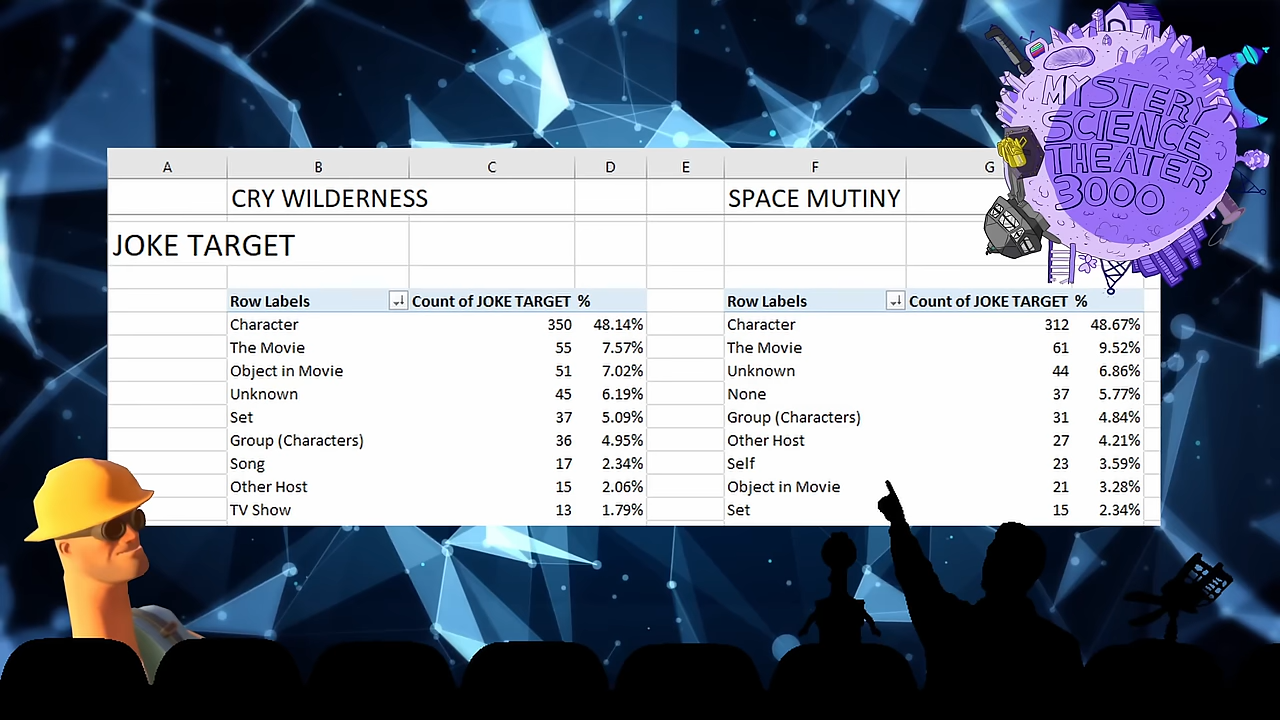 MYSTERY
SCIENCE
THEATER
3000
A B C D E F G
CRY WILDERNESS SPACE MUTINY
JOKE TARGET
Row Labels Count of JOKE TARGET % Row Labels Count of JOKE TARGET %
Character 350 48.14% Character 312 48.67%
The Movie 55 7.57% The Movie 61 9.52%
Object in Movie 51 7.02% Unknown 44 6.86%
Unknown 45 6.19% None 37 5.77%
Set 37 5.09% Group (Characters) 31 4.84%
Group (Characters) 36 4.95% Other Host 27 4.21%
Song 17 2.34% Self 23 3.59%
Other Host 15 2.06% Object in Movie 21 3.28%
TV Show 13 1.79% Set 15 2.34%